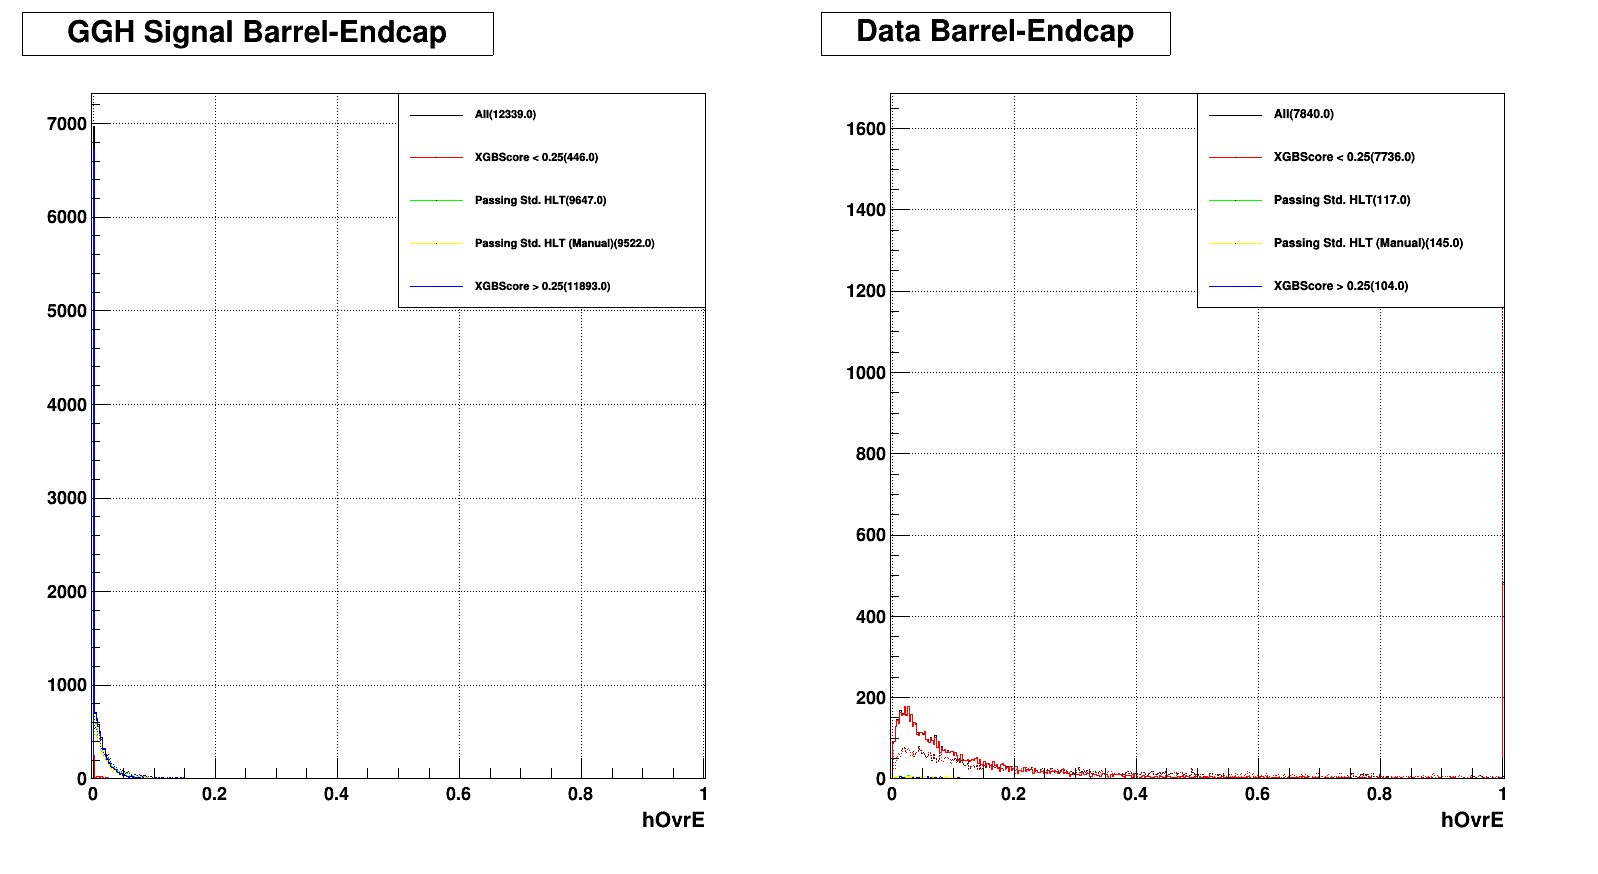 GGH Signal Barrel-Endcap
All(12339.0)
XGBScore < 0.25(446.0)
Passing Std. HLT(9647.0)
Passing Std. HLT (Manual)(9522.0)
XGBScore > 0.25(11893.0)
7000
6000
5000
4000
3000
2000
1000
0
0 0.2 0.4 0.6 0.8 1
hOvrE
Data Barrel-Endcap
All(7840.0)
XGBScore < 0.25(7736.0)
Passing Std. HLT(117.0)
Passing Std. HLT (Manual)(145.0)
XGBScore > 0.25(104.0)
1600
1400
1200
1000
800
600
400
200
0
0 0.2 0.4 0.6 0.8 1
hOvrE